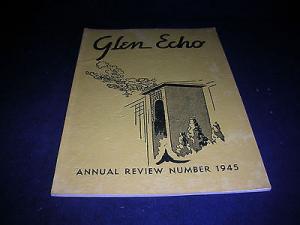 Glen Echo
ANNUAL REVIEW NUMBER 1945